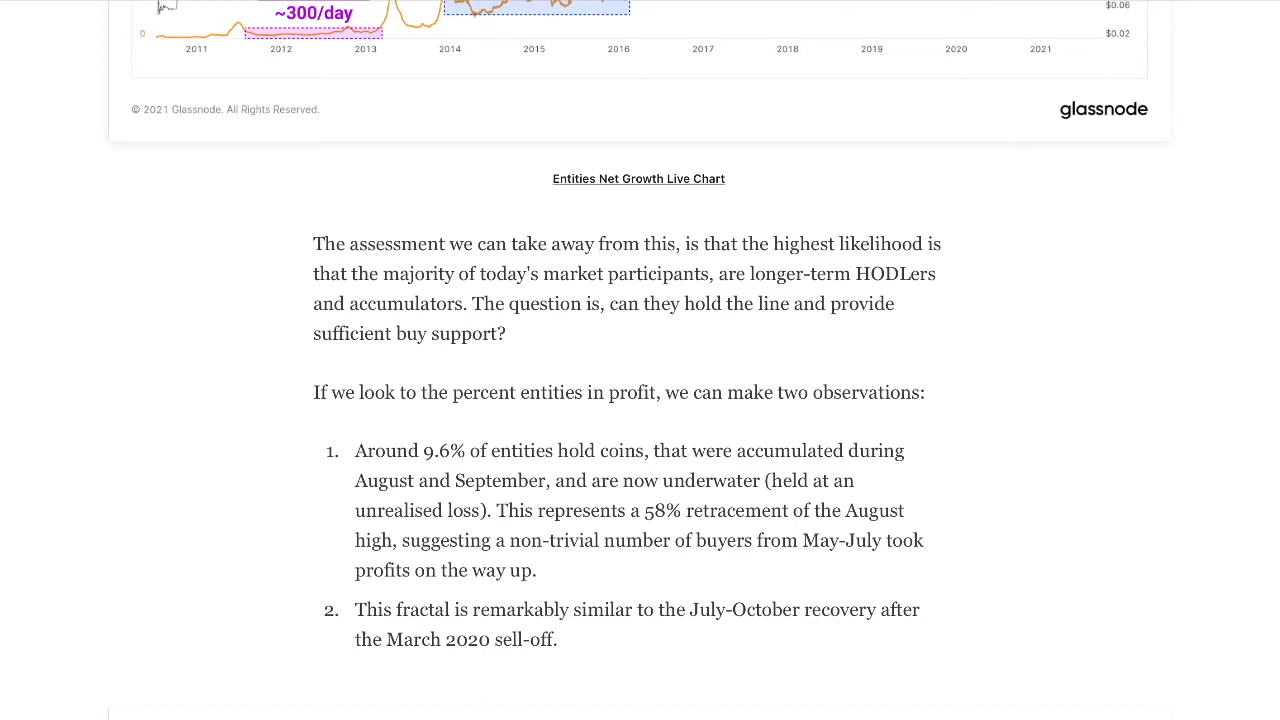 ~300/day
$0.06
0
$0.02
2011 2012 2013 2014 2015 2016 2017 2018 2019 2020 2021
© 2021 Glassnode. All Rights Reserved.
glassnode
Entities Net Growth Live Chart
The assessment we can take away from this, is that the highest likelihood is
that the majority of today's market participants, are longer-term HODLers
and accumulators. The question is, can they hold the line and provide
sufficient buy support?
If we look to the percent entities in profit, we can make two observations:
1. Around 9.6% of entities hold coins, that were accumulated during
August and September, and are now underwater (held at an
unrealised loss). This represents a 58% retracement of the August
high, suggesting a non-trivial number of buyers from May-July took
profits on the way up.
2. This fractal is remarkably similar to the July-October recovery after
the March 2020 sell-off.